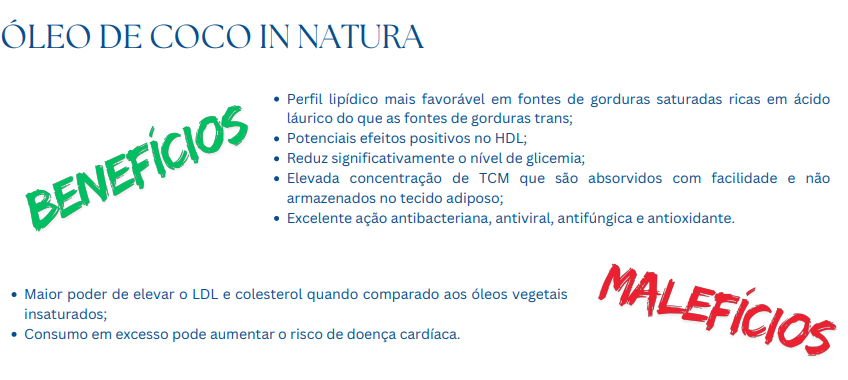 ÓLEO DE COCO IN NATURA
BENEFÍCIOS
• Perfil lipídico mais favorável em fontes de gorduras saturadas ricas em ácido
láurico do que as fontes de gorduras trans;
• Potenciais efeitos positivos no HDL;
• Reduz significativamente o nível de glicemia;
• Elevada concentração de TCM que são absorvidos com facilidade e não
armazenados no tecido adiposo;
• Excelente ação antibacteriana, antiviral, antifúngica e antioxidante.
MALEFÍCIOS
• Maior poder de elevar o LDL e colesterol quando comparado aos óleos vegetais
insaturados;
• Consumo em excesso pode aumentar o risco de doença cardíaca.